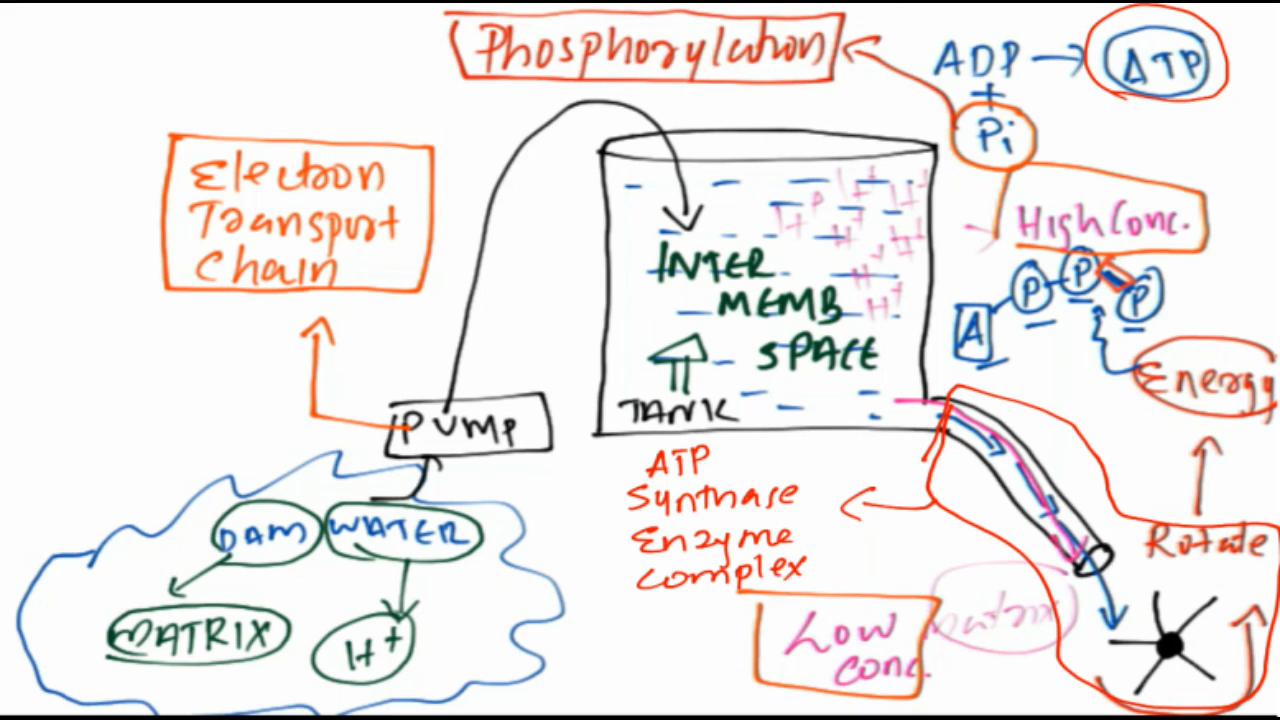 Phosphorylation
ADP → ATP
+
Pi
Electron
Transport
Chain
High Conc.
H+ H+ H+
H+ H+ H+
H+
H+
INTER
MEMB
SPACE
TANK
P P P
A
Energy
PUMP
ATP
Synthase
Enzyme
Complex
DAM WATER
Rotate
MATRIX
H+
Low
Conc.
Matrix